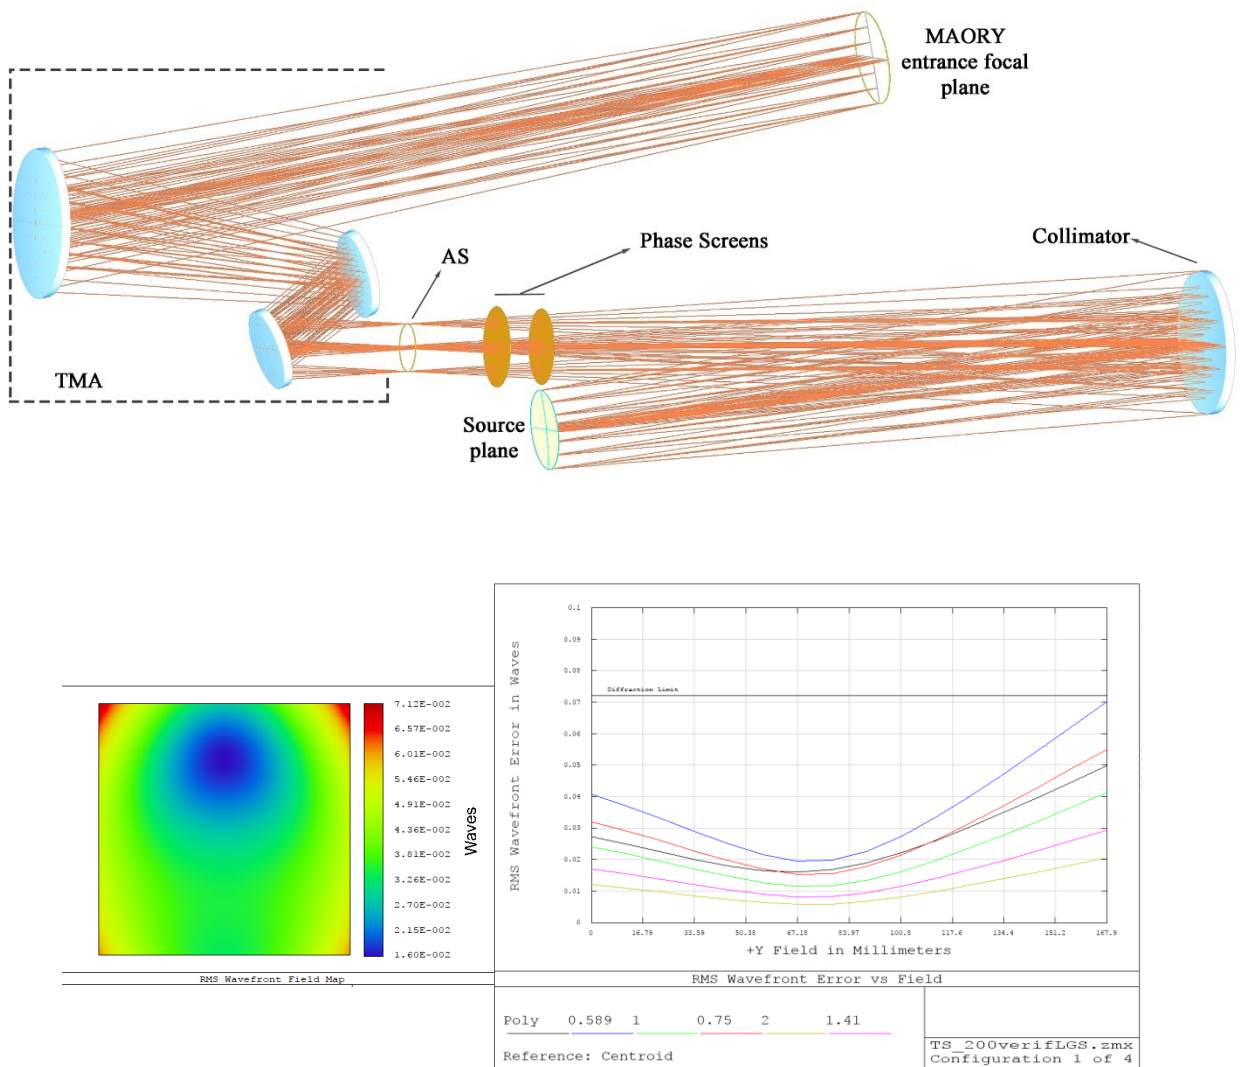 MAORY
entrance focal
plane
Phase Screens
Collimator
AS
TMA
Source
plane
7.12E-002
6.57E-002
6.01E-002
5.46E-002
4.91E-002
4.36E-002
3.81E-002
3.26E-002
2.70E-002
2.15E-002
1.60E-002
Waves
RMS Wavefront Field Map
RMS Wavefront Error in Waves
0.1
0.09
0.08
0.07
0.06
0.05
0.04
0.03
0.02
0.01
0
Diffraction Limit
0 16.79 33.59 50.38 67.18 83.97 100.8 117.6 134.4 151.2 167.9
+Y Field in Millimeters
RMS Wavefront Error vs Field
Poly 0.589 1 0.75 2 1.41
Reference: Centroid
TS_200verifLGS.zmx
Configuration 1 of 4